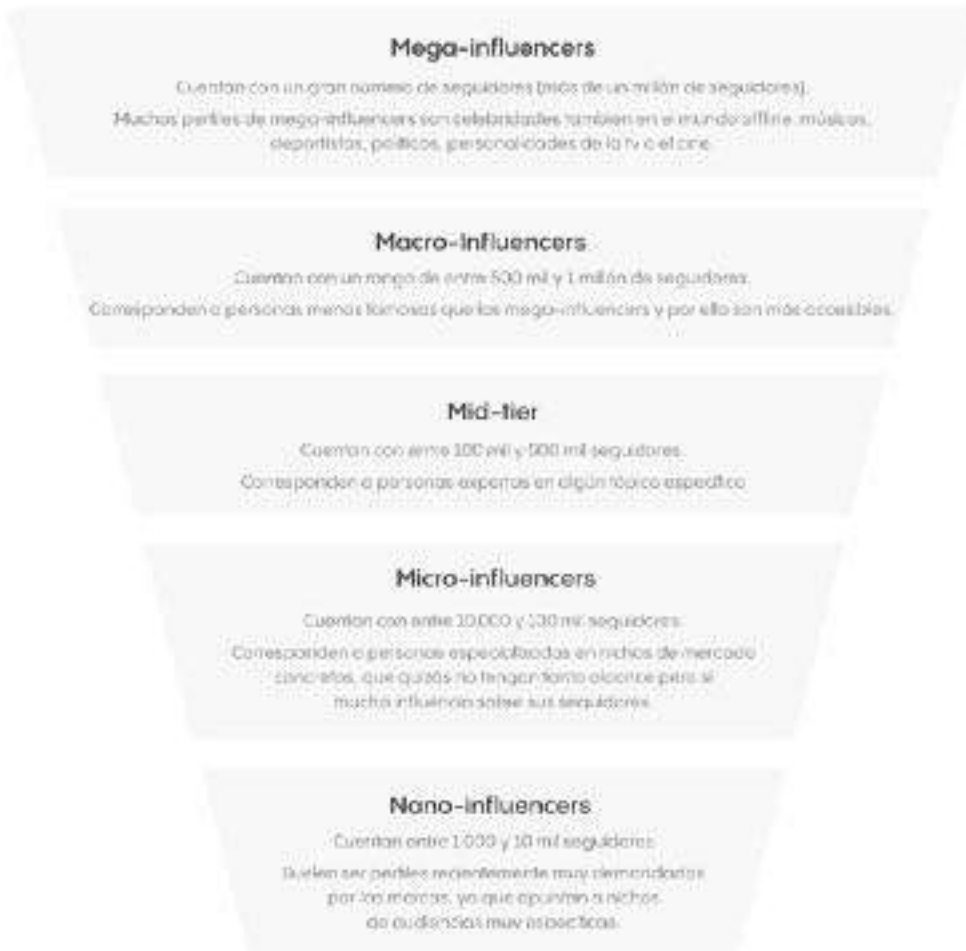 Mega-influencers
Cuentan con un gran número de seguidores (más de un millón de seguidores).
Muchos perfiles de mega-influencers son celebridades también en el mundo offline: músicos,
deportistas, políticos, personalidades de la tv o el cine.
Macro-Influencers
Cuentan con un rango de entre 500 mil y 1 millón de seguidores.
Corresponden a personas menos famosas que los mega-influencers y por ello son más accesibles.
Mid-tier
Cuentan con entre 100 mil y 500 mil seguidores.
Corresponden a personas expertas en algún tópico específico
Micro-influencers
Cuentan con entre 10.000 y 100 mil seguidores.
Corresponden a personas especializadas en nichos de mercado
concretos, que quizás no tengan tanto alcance pero sí
mucha influencia sobre sus seguidores.
Nano-influencers
Cuentan entre 1.000 y 10 mil seguidores
Suelen ser perfiles recientemente muy demandados
por las marcas, ya que apuntan a nichos
de audiencias muy específicas.